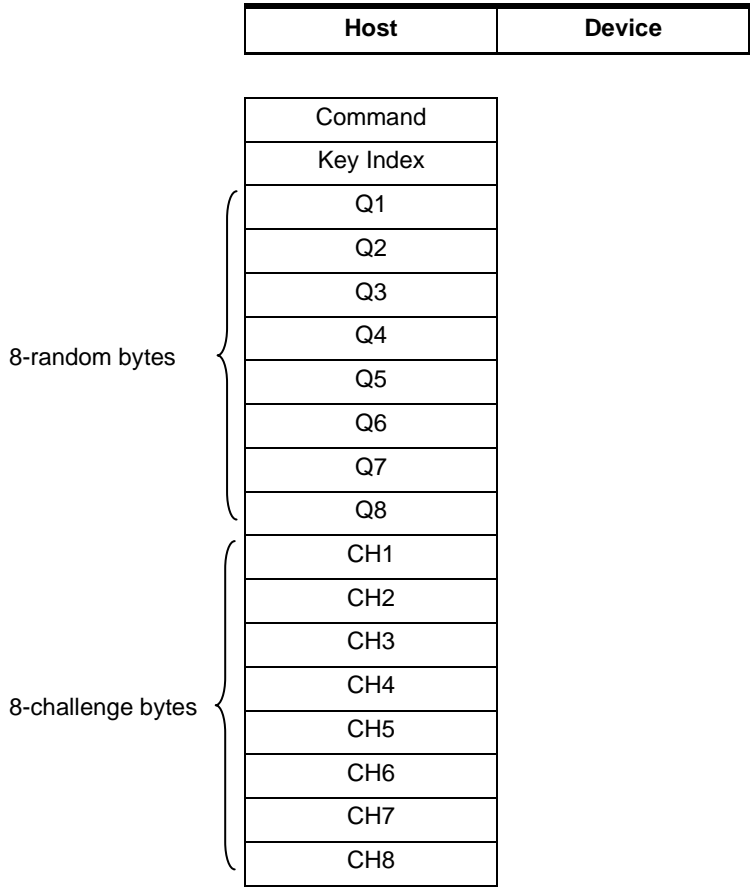 Host Device
Command
Key Index
Q1
Q2
Q3
Q4
8-random bytes
Q5
Q6
Q7
Q8
CH1
CH2
CH3
CH4
8-challenge bytes
CH5
CH6
CH7
CH8